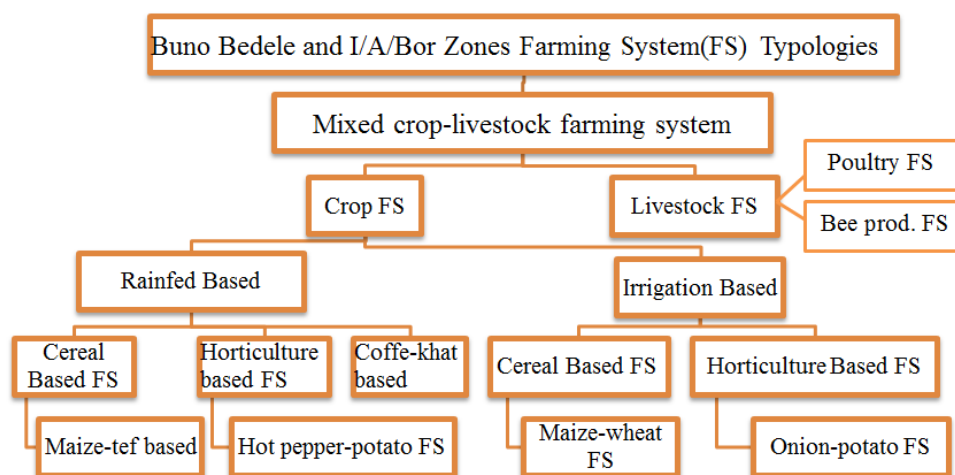 Buno Bedele and I/A/Bor Zones Farming System(FS) Typologies
Mixed crop-livestock farming system
Poultry FS
Crop FS
Livestock FS
Bee prod. FS
Rainfed Based
Irrigation Based
Cereal
Based FS
Horticulture
based FS
Coffe-khat
based
Cereal Based FS
Horticulture Based FS
Maize-tef based
Hot pepper-potato FS
Maize-wheat
FS
Onion-potato FS